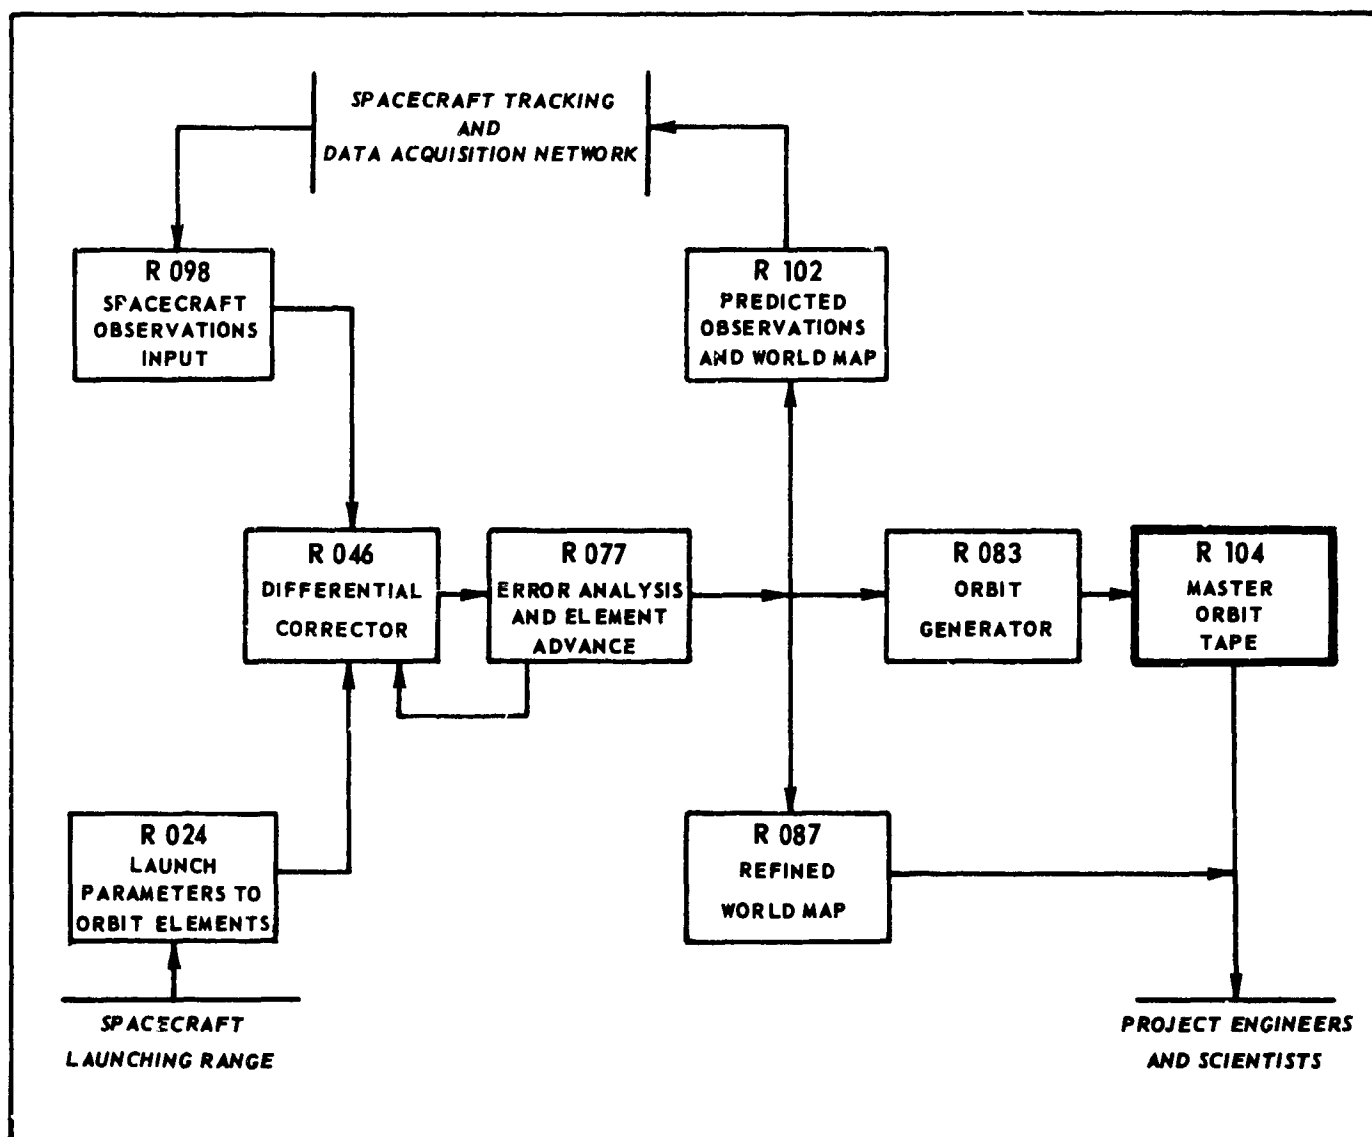 SPACECRAFT TRACKING
AND
DATA ACQUISITION NETWORK
R 098
SPACECRAFT
OBSERVATIONS
INPUT
R 102
PREDICTED
OBSERVATIONS
AND WORLD MAP
R 046
DIFFERENTIAL
CORRECTOR
R 077
ERROR ANALYSIS
AND ELEMENT
ADVANCE
R 083
ORBIT
GENERATOR
R 104
MASTER
ORBIT
TAPE
R 024
LAUNCH
PARAMETERS TO
ORBIT ELEMENTS
R 087
REFINED
WORLD MAP
SPACECRAFT
LAUNCHING RANGE
PROJECT ENGINEERS
AND SCIENTISTS